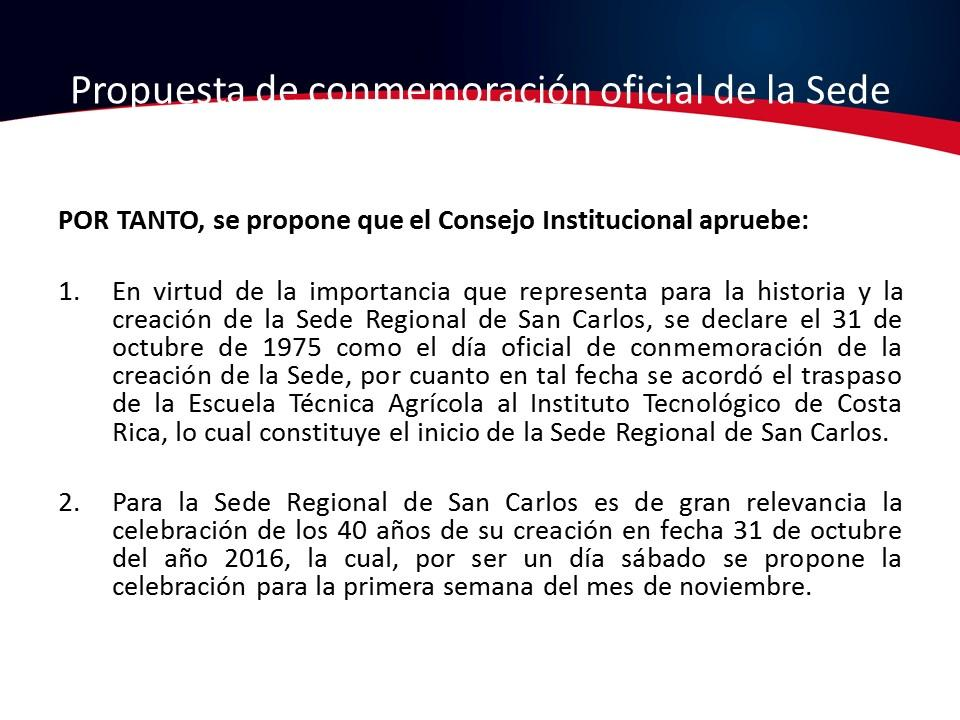 Propuesta de conmemoración oficial de la Sede
POR TANTO, se propone que el Consejo Institucional apruebe:
1. En virtud de la importancia que representa para la historia y la
creación de la Sede Regional de San Carlos, se declare el 31 de
octubre de 1975 como el día oficial de conmemoración de la
creación de la Sede, por cuanto en tal fecha se acordó el traspaso
de la Escuela Técnica Agrícola al Instituto Tecnológico de Costa
Rica, lo cual constituye el inicio de la Sede Regional de San Carlos.
2. Para la Sede Regional de San Carlos es de gran relevancia la
celebración de los 40 años de su creación en fecha 31 de octubre
del año 2016, la cual, por ser un día sábado se propone la
celebración para la primera semana del mes de noviembre.